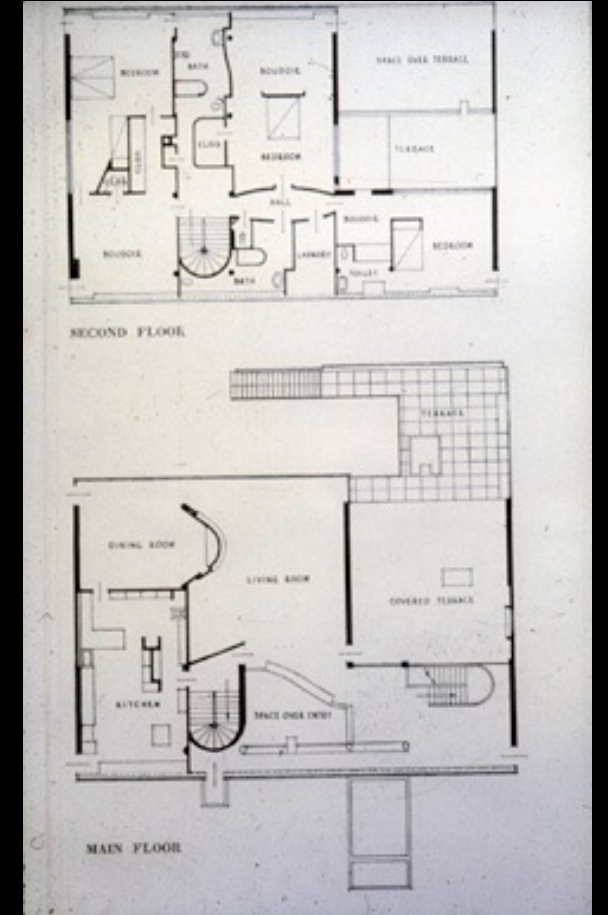 BEDROOM
BATH
BOUDOIR
SPACE OVER TERRACE
CLOS.
CLOS.
TERRACE
BEDROOM
HALL
BOUDOIR
BOUDOIR
BEDROOM
LAUNDRY
BATH
TOILET
SECOND FLOOR
TERRACE
DINING ROOM
LIVING ROOM
COVERED TERRACE
KITCHEN
SPACE OVER ENTRY
MAIN FLOOR